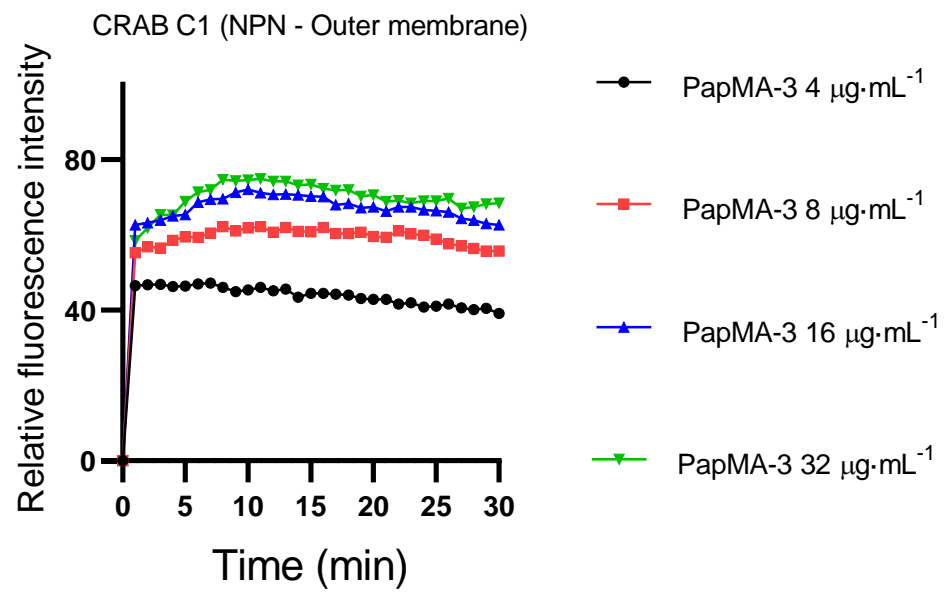 CRAB C1 (NPN - Outer membrane)
Relative fluorescence intensity
80
40
0
0 5 10 15 20 25 30
Time (min)
PapMA-3 4 μg·mL⁻¹
PapMA-3 8 μg·mL⁻¹
PapMA-3 16 μg·mL⁻¹
PapMA-3 32 μg·mL⁻¹